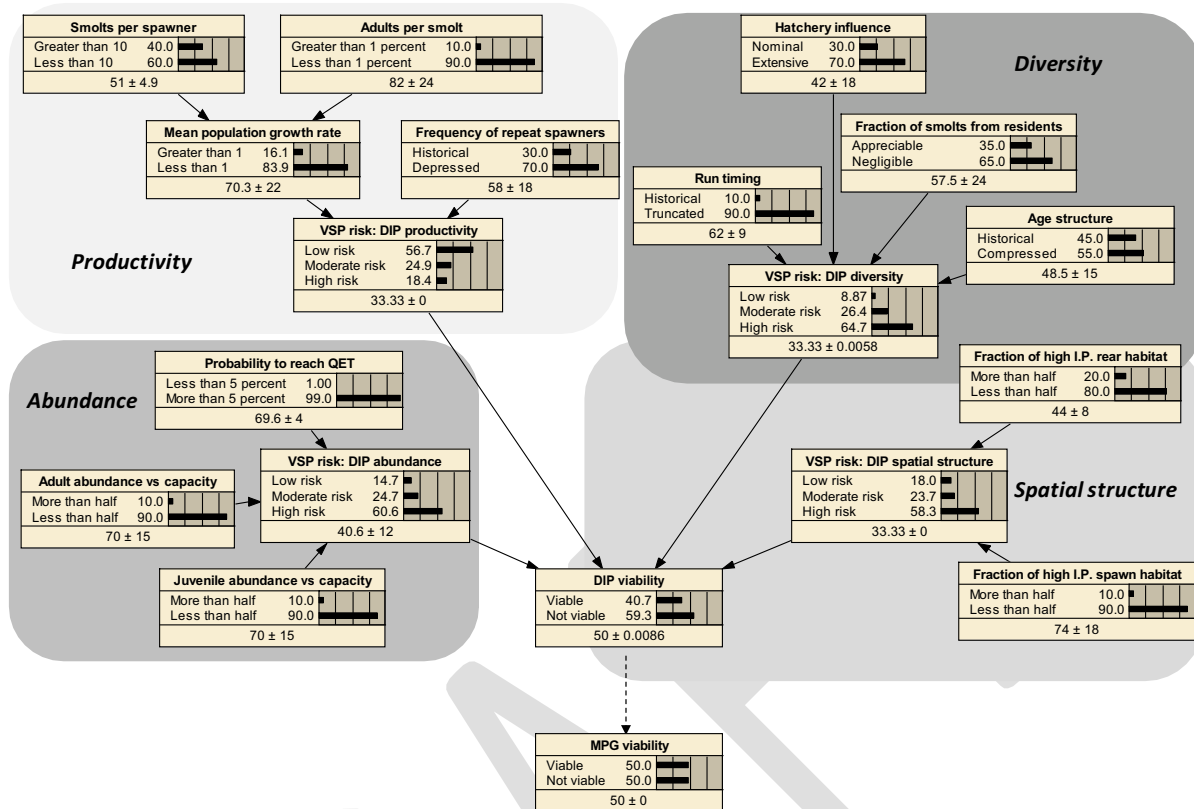 Smolts per spawner
Greater than 10 40.0
Less than 10 60.0
51 ± 4.9
Adults per smolt
Greater than 1 percent 10.0
Less than 1 percent 90.0
82 ± 24
Mean population growth rate
Greater than 1 16.1
Less than 1 83.9
70.3 ± 22
Frequency of repeat spawners
Historical 30.0
Depressed 70.0
58 ± 18
VSP risk: DIP productivity
Low risk 56.7
Moderate risk 24.9
High risk 18.4
33.33 ± 0
Productivity
Hatchery influence
Nominal 30.0
Extensive 70.0
42 ± 18
Diversity
Fraction of smolts from residents
Appreciable 35.0
Negligible 65.0
57.5 ± 24
Run timing
Historical 10.0
Truncated 90.0
62 ± 9
Age structure
Historical 45.0
Compressed 55.0
48.5 ± 15
VSP risk: DIP diversity
Low risk 8.87
Moderate risk 26.4
High risk 64.7
33.33 ± 0.0058
Probability to reach QET
Less than 5 percent 1.00
More than 5 percent 99.0
69.6 ± 4
Abundance
Adult abundance vs capacity
More than half 10.0
Less than half 90.0
70 ± 15
VSP risk: DIP abundance
Low risk 14.7
Moderate risk 24.7
High risk 60.6
40.6 ± 12
Juvenile abundance vs capacity
More than half 10.0
Less than half 90.0
70 ± 15
Fraction of high I.P. rear habitat
More than half 20.0
Less than half 80.0
44 ± 8
VSP risk: DIP spatial structure
Low risk 18.0
Moderate risk 23.7
High risk 58.3
33.33 ± 0
Spatial structure
Fraction of high I.P. spawn habitat
More than half 10.0
Less than half 90.0
74 ± 18
DIP viability
Viable 40.7
Not viable 59.3
50 ± 0.0086
MPG viability
Viable 50.0
Not viable 50.0
50 ± 0